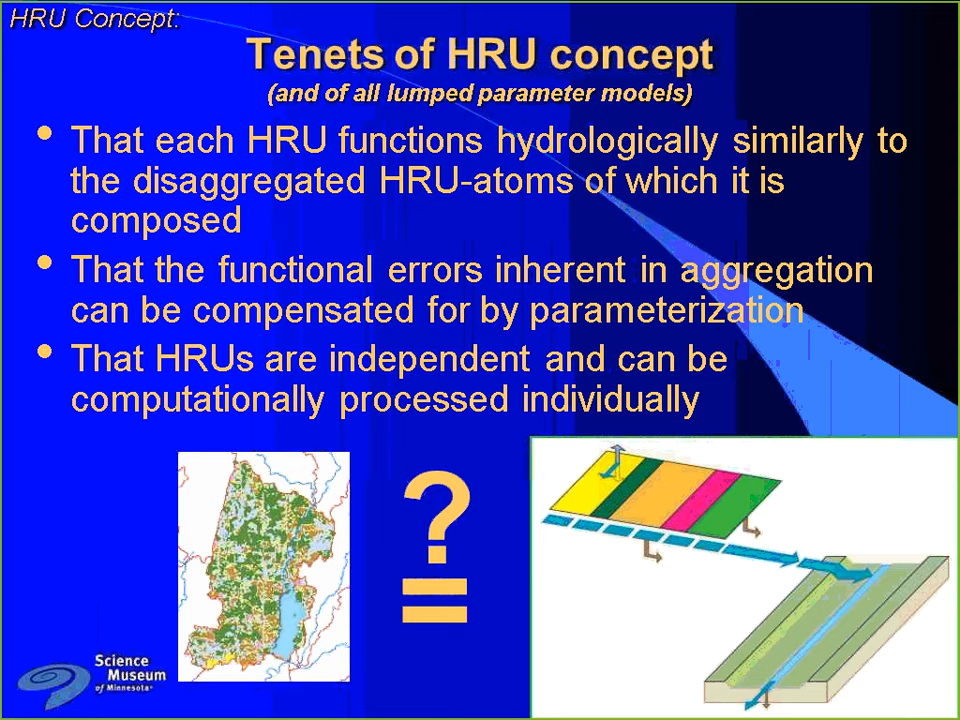 HRU Concept:
Tenets of HRU concept
(and of all lumped parameter models)
• That each HRU functions hydrologically similarly to
the disaggregated HRU-atoms of which it is
composed
• That the functional errors inherent in aggregation
can be compensated for by parameterization
• That HRUs are independent and can be
computationally processed individually
?
=
Science
Museum
of Minnesota